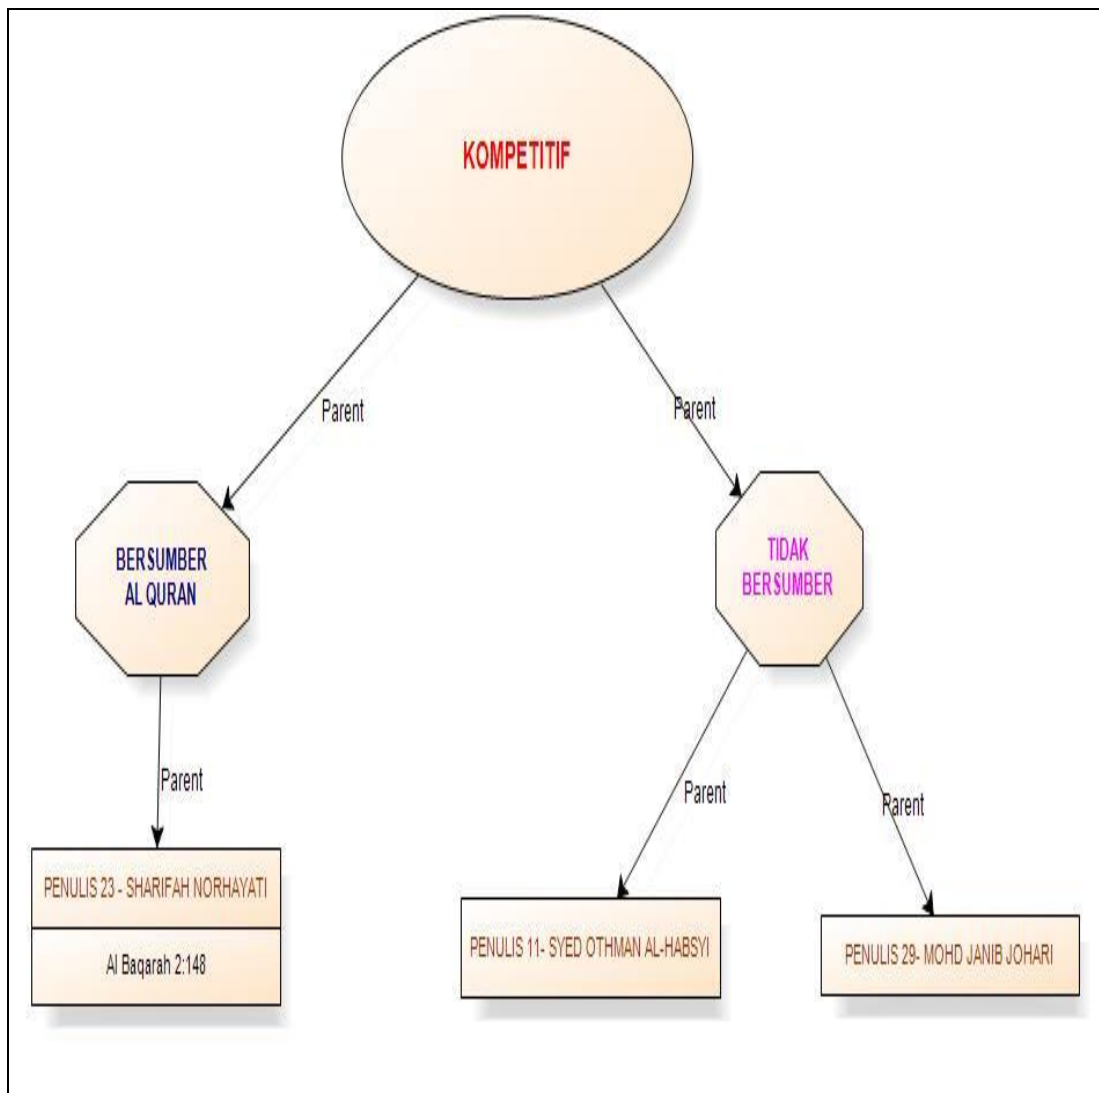 KOMPETITIF
Parent
Parent
BERSUMBER
AL QURAN
TIDAK
BERSUMBER
Parent
Parent
Parent
PENULIS 23 - SHARIFAH NORHAYATI
Al Baqarah 2:148
PENULIS 11- SYED OTHMAN AL-HABSYI
PENULIS 29- MOHD JANIB JOHARI